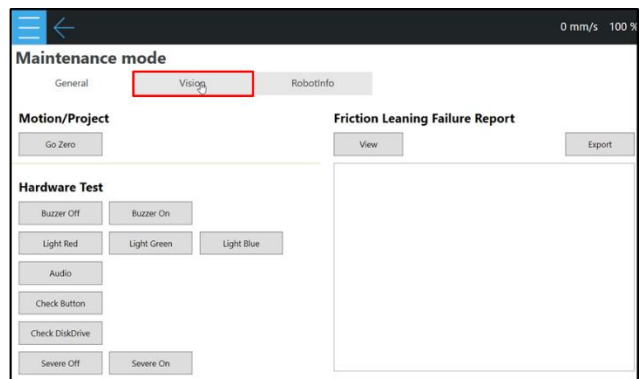 0 mm/s 100 %
Maintenance mode
General Vision RobotInfo
Motion/Project
Go Zero
Friction Leaning Failure Report
View Export
Hardware Test
Buzzer Off Buzzer On
Light Red Light Green Light Blue
Audio
Check Button
Check DiskDrive
Severe Off Severe On